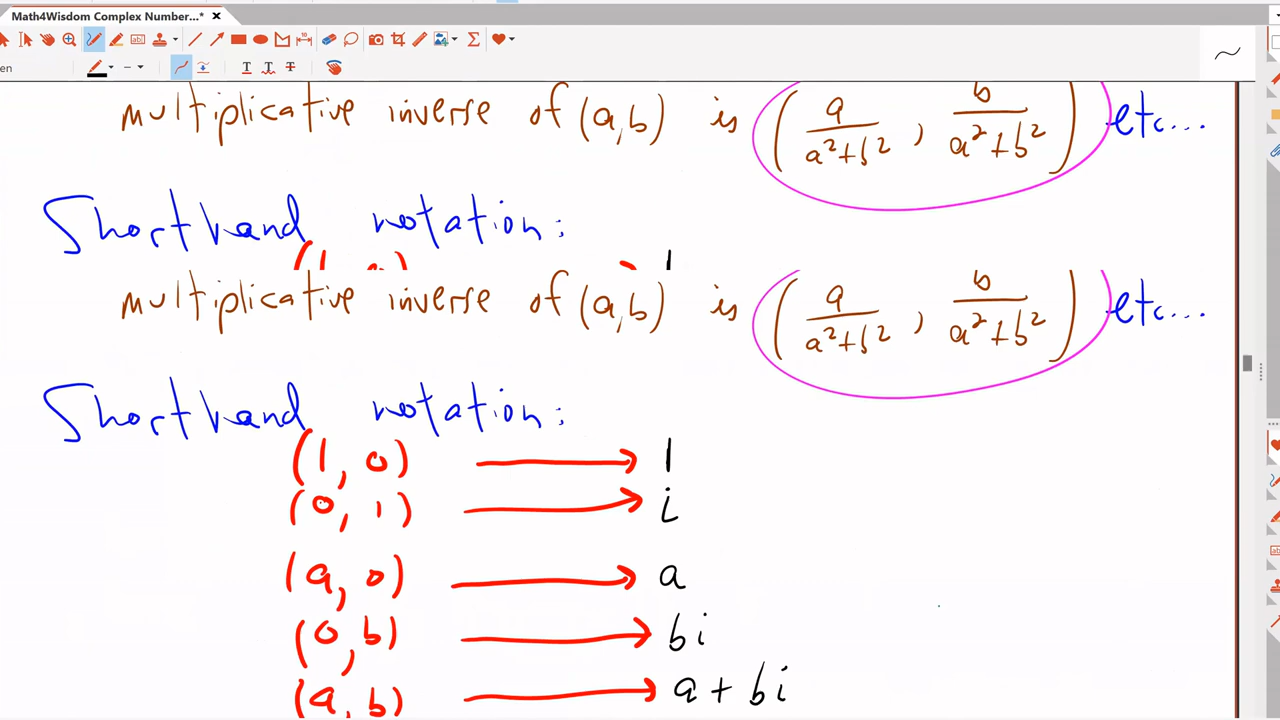 Math4Wisdom Complex Number...*
en
multiplicative inverse of (a,b) is (a/(a²+b²), b/(a²+b²)) etc...
Shorthand notation:
multiplicative inverse of (a,b) is (a/(a²+b²), b/(a²+b²)) etc...
Shorthand notation:
(1, 0) → 1
(0, 1) → i
(a, 0) → a
(0, b) → bi
(a, b) → a + bi